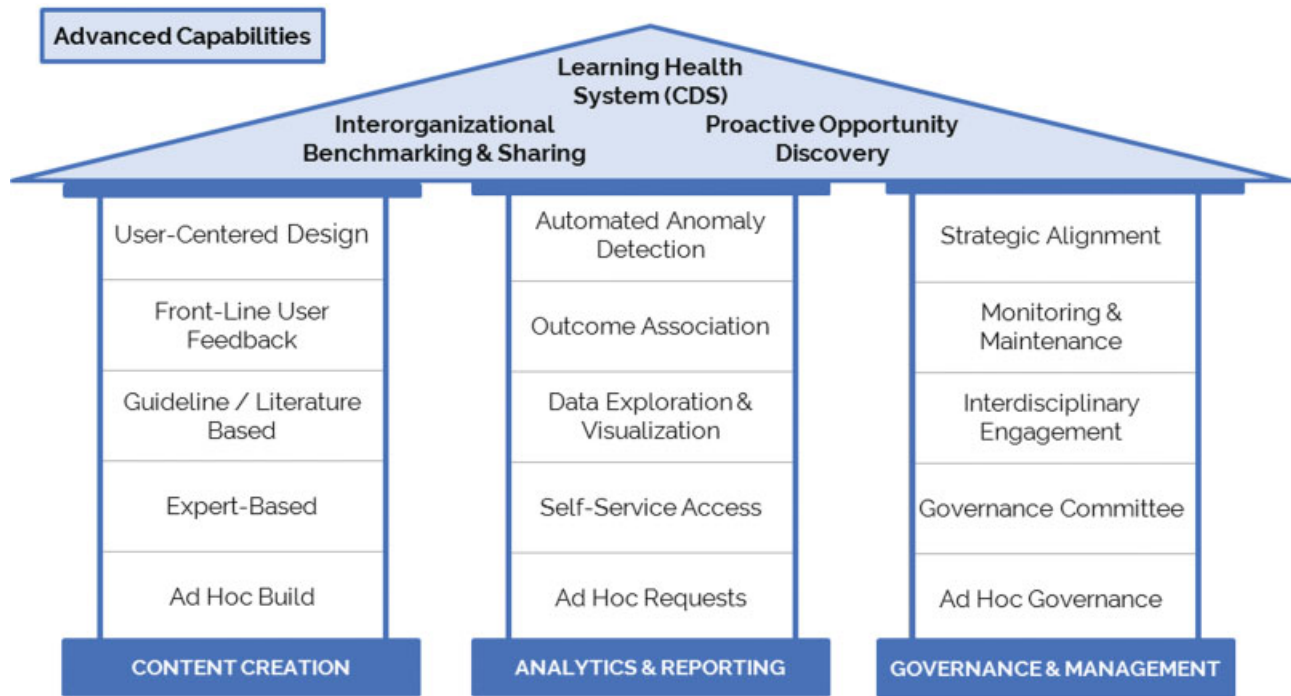 Advanced Capabilities
Learning Health
System (CDS)
Interorganizational
Benchmarking & Sharing
Proactive Opportunity
Discovery
User-Centered Design
Front-Line User
Feedback
Guideline / Literature
Based
Expert-Based
Ad Hoc Build
CONTENT CREATION
Automated Anomaly
Detection
Outcome Association
Data Exploration &
Visualization
Self-Service Access
Ad Hoc Requests
ANALYTICS & REPORTING
Strategic Alignment
Monitoring &
Maintenance
Interdisciplinary
Engagement
Governance Committee
Ad Hoc Governance
GOVERNANCE & MANAGEMENT